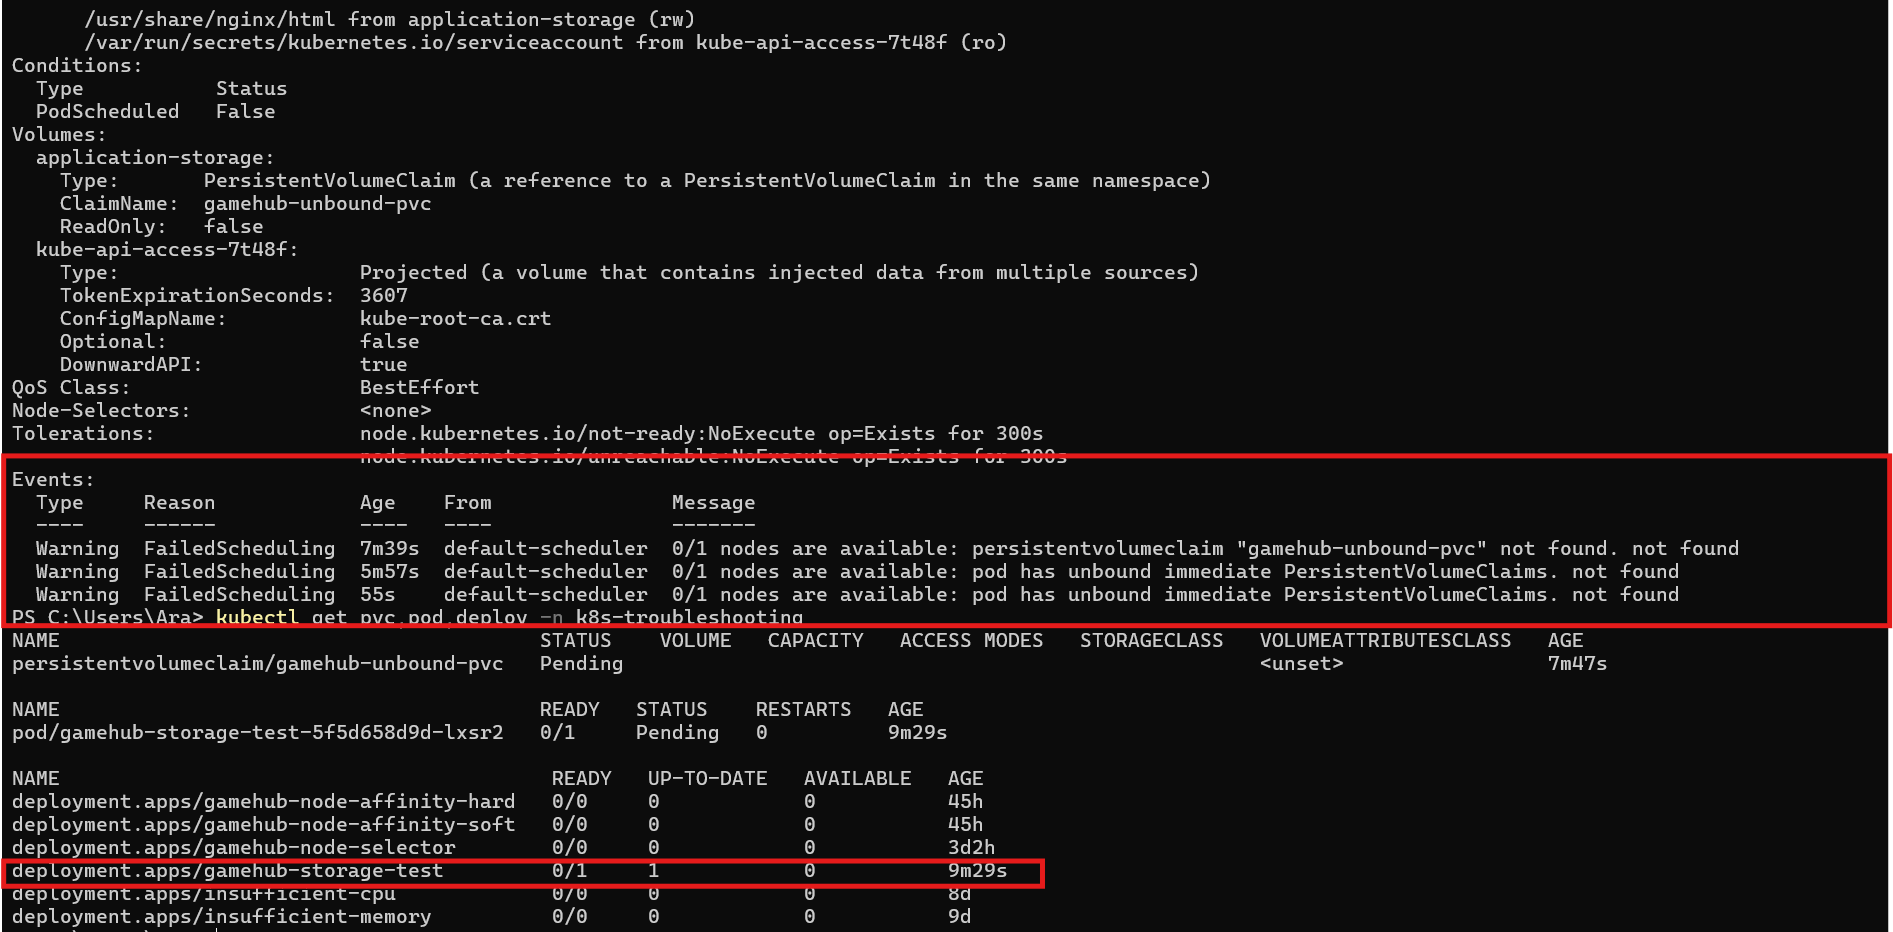 /usr/share/nginx/html from application-storage (rw)
/var/run/secrets/kubernetes.io/serviceaccount from kube-api-access-7t48f (ro)
Conditions:
Type Status
PodScheduled False
Volumes:
application-storage:
Type: PersistentVolumeClaim (a reference to a PersistentVolumeClaim in the same namespace)
ClaimName: gamehub-unbound-pvc
ReadOnly: false
kube-api-access-7t48f:
Type: Projected (a volume that contains injected data from multiple sources)
TokenExpirationSeconds: 3607
ConfigMapName: kube-root-ca.crt
Optional: false
DownwardAPI: true
QoS Class: BestEffort
Node-Selectors: <none>
Tolerations: node.kubernetes.io/not-ready:NoExecute op=Exists for 300s
node.kubernetes.io/unreachable:NoExecute op=Exists for 300s
Events:
Type Reason Age From Message
---- ------ ---- ---- -------
Warning FailedScheduling 7m39s default-scheduler 0/1 nodes are available: persistentvolumeclaim "gamehub-unbound-pvc" not found. not found
Warning FailedScheduling 5m57s default-scheduler 0/1 nodes are available: pod has unbound immediate PersistentVolumeClaims. not found
Warning FailedScheduling 55s default-scheduler 0/1 nodes are available: pod has unbound immediate PersistentVolumeClaims. not found
PS C:\Users\Ara> kubectl get pvc,pod,deploy -n k8s-troubleshooting
NAME STATUS VOLUME CAPACITY ACCESS MODES STORAGECLASS VOLUMEATTRIBUTESCLASS AGE
persistentvolumeclaim/gamehub-unbound-pvc Pending <unset> 7m47s
NAME READY STATUS RESTARTS AGE
pod/gamehub-storage-test-5f5d658d9d-lxsr2 0/1 Pending 0 9m29s
NAME READY UP-TO-DATE AVAILABLE AGE
deployment.apps/gamehub-node-affinity-hard 0/0 0 0 45h
deployment.apps/gamehub-node-affinity-soft 0/0 0 0 45h
deployment.apps/gamehub-node-selector 0/0 0 0 3d2h
deployment.apps/gamehub-storage-test 0/1 1 0 9m29s
deployment.apps/insufficient-cpu 0/0 0 0 8d
deployment.apps/insufficient-memory 0/0 0 0 9d